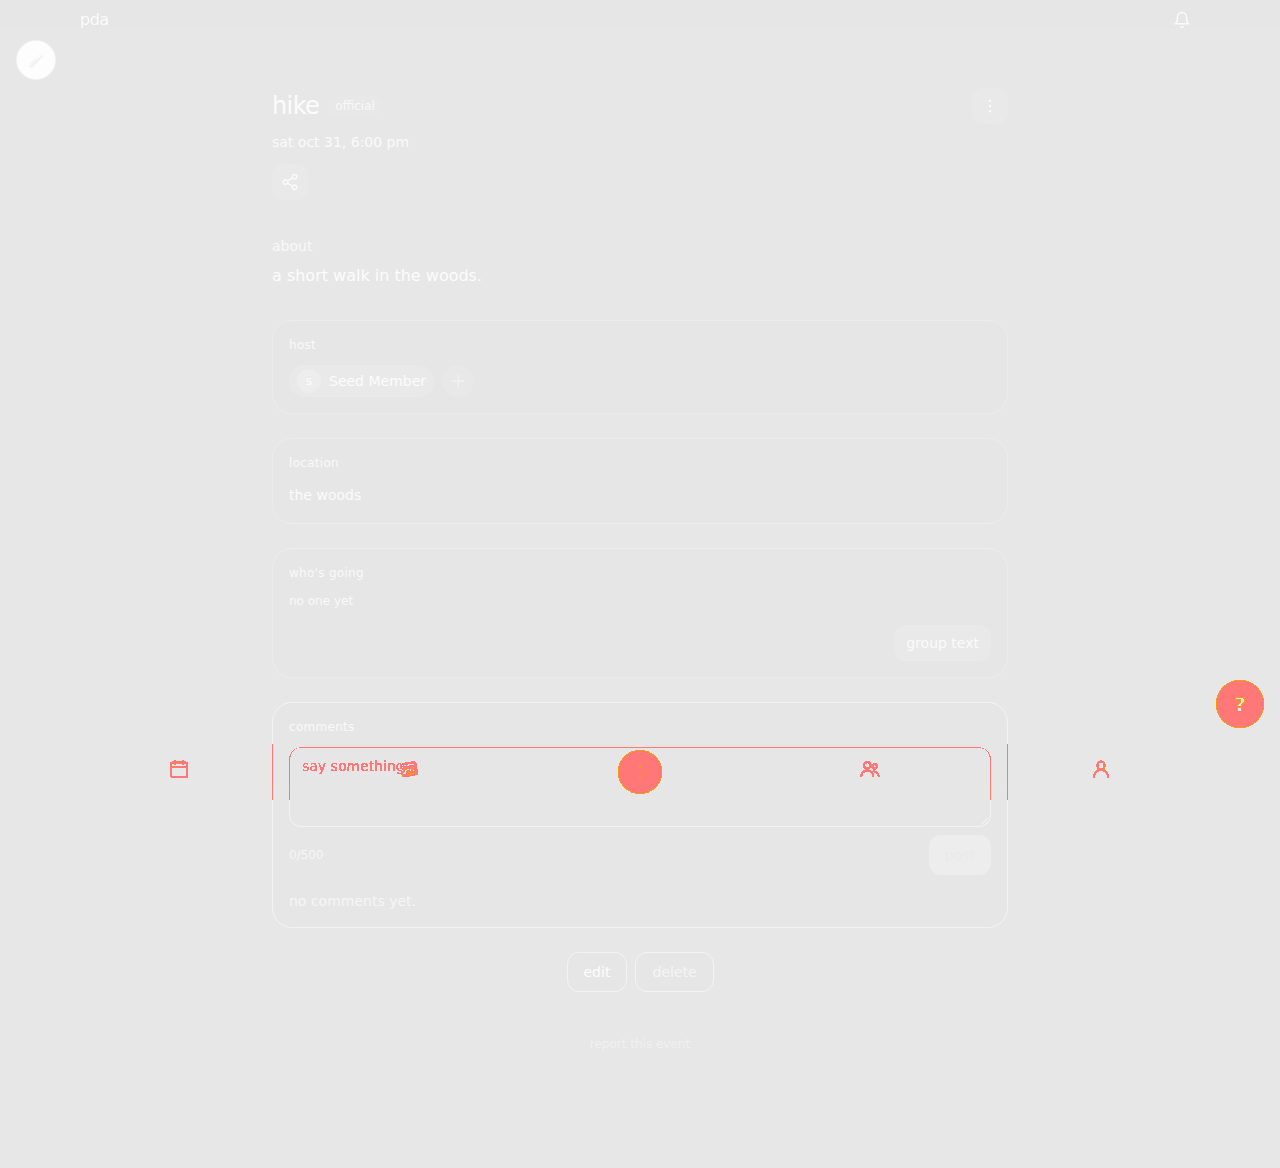 pda
hike official
sat oct 31, 6:00 pm
about
a short walk in the woods.
host
S Seed Member +
location
the woods
who's going
no one yet
group text
?
comments
say something
0/500
post
no comments yet.
edit delete
report this event